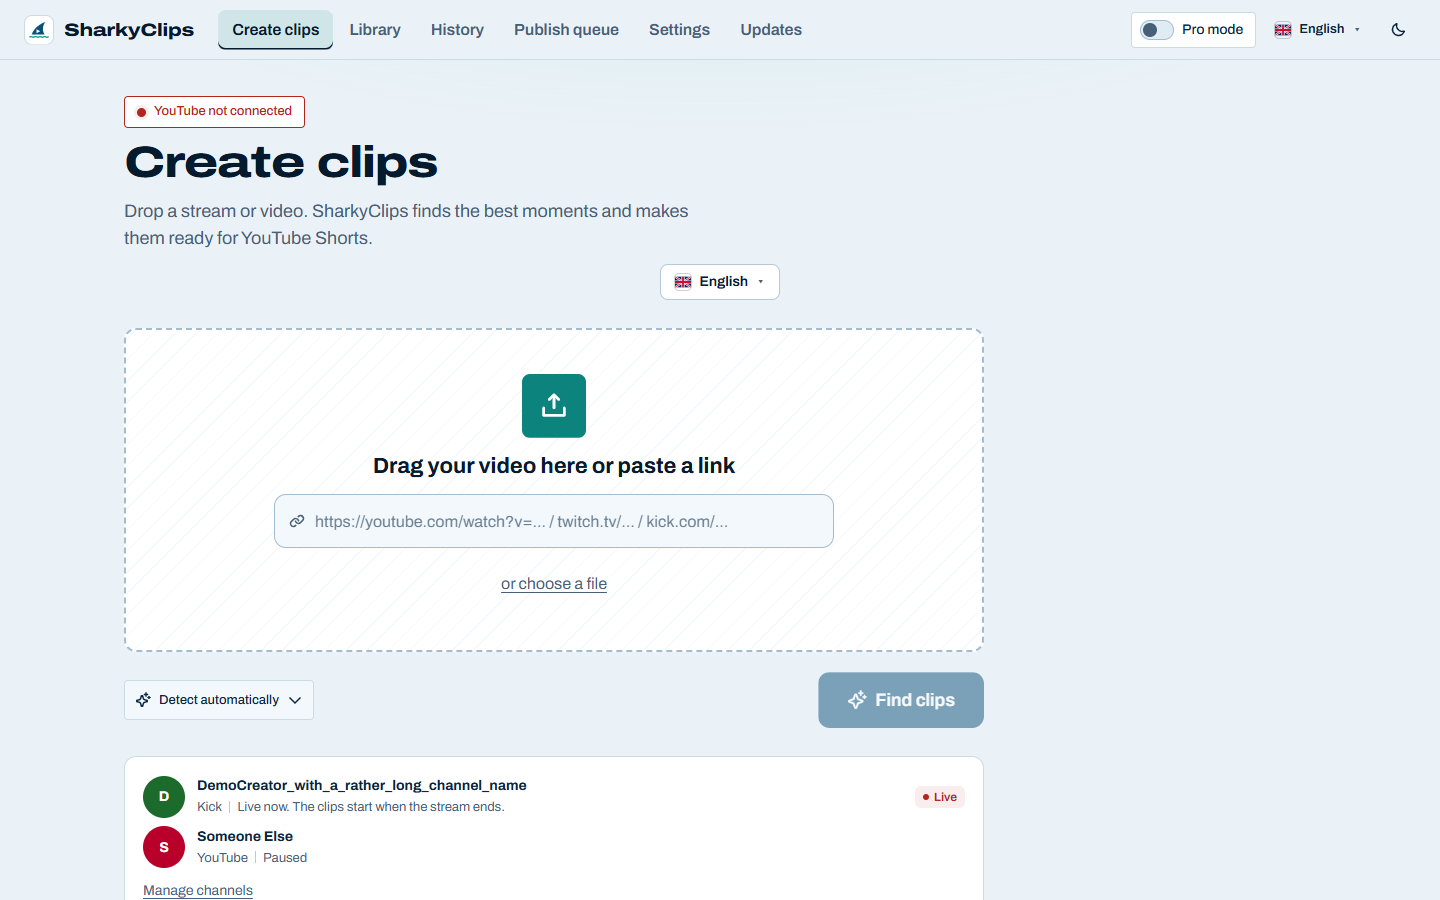 SharkyClips
Create clips
Library
History
Publish queue
Settings
Updates
Pro mode
English
YouTube not connected
Create clips
Drop a stream or video. SharkyClips finds the best moments and makes
them ready for YouTube Shorts.
English
Drag your video here or paste a link
https://youtube.com/watch?v=... / twitch.tv/... / kick.com/...
or choose a file
Detect automatically
Find clips
D
DemoCreator_with_a_rather_long_channel_name
Kick | Live now. The clips start when the stream ends.
Live
S
Someone Else
YouTube | Paused
Manage channels